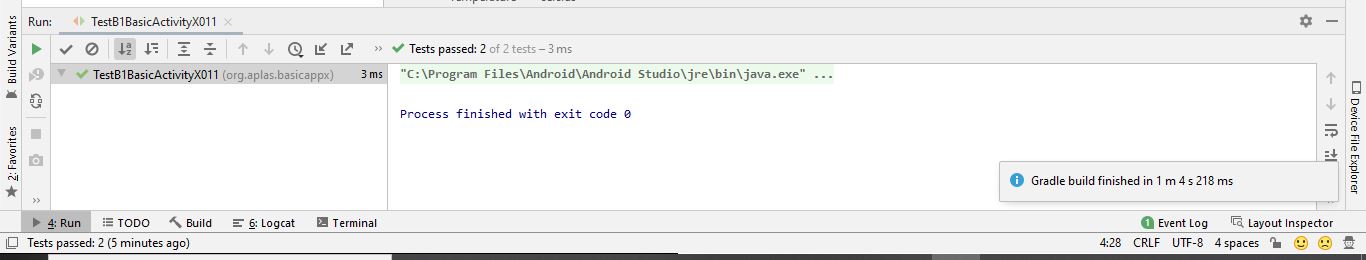 Run: TestB1BasicActivityX011
Tests passed: 2 of 2 tests – 3 ms
TestB1BasicActivityX011 (org.aplas.basicappx) 3 ms
"C:\Program Files\Android\Android Studio\jre\bin\java.exe" ...
Process finished with exit code 0
Gradle build finished in 1 m 4 s 218 ms
Build Variants
2: Favorites
Device File Explorer
4: Run TODO Build 6: Logcat Terminal 1 Event Log Layout Inspector
Tests passed: 2 (5 minutes ago) 4:28 CRLF UTF-8 4 spaces